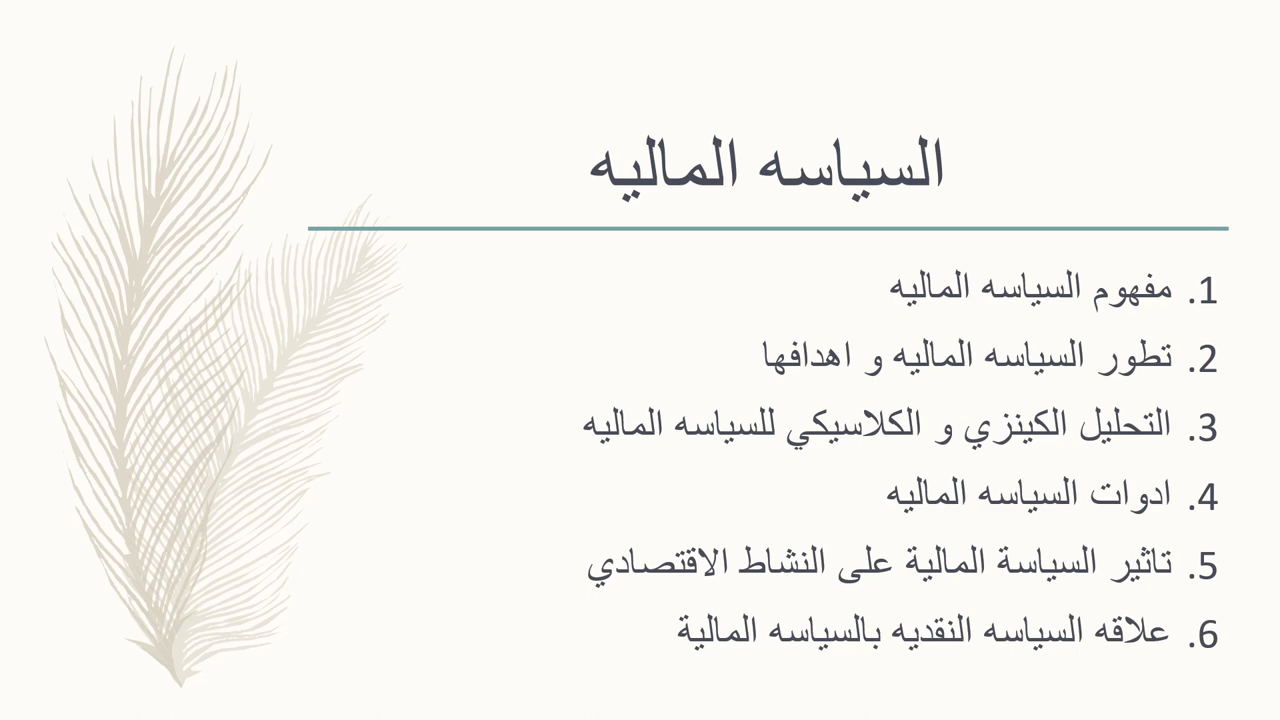 السياسه الماليه
1. مفهوم السياسه الماليه
2. تطور السياسه الماليه و اهدافها
3. التحليل الكينزي و الكلاسيكي للسياسه الماليه
4. ادوات السياسه الماليه
5. تاثير السياسة المالية على النشاط الاقتصادي
6. علاقه السياسه النقديه بالسياسه المالية